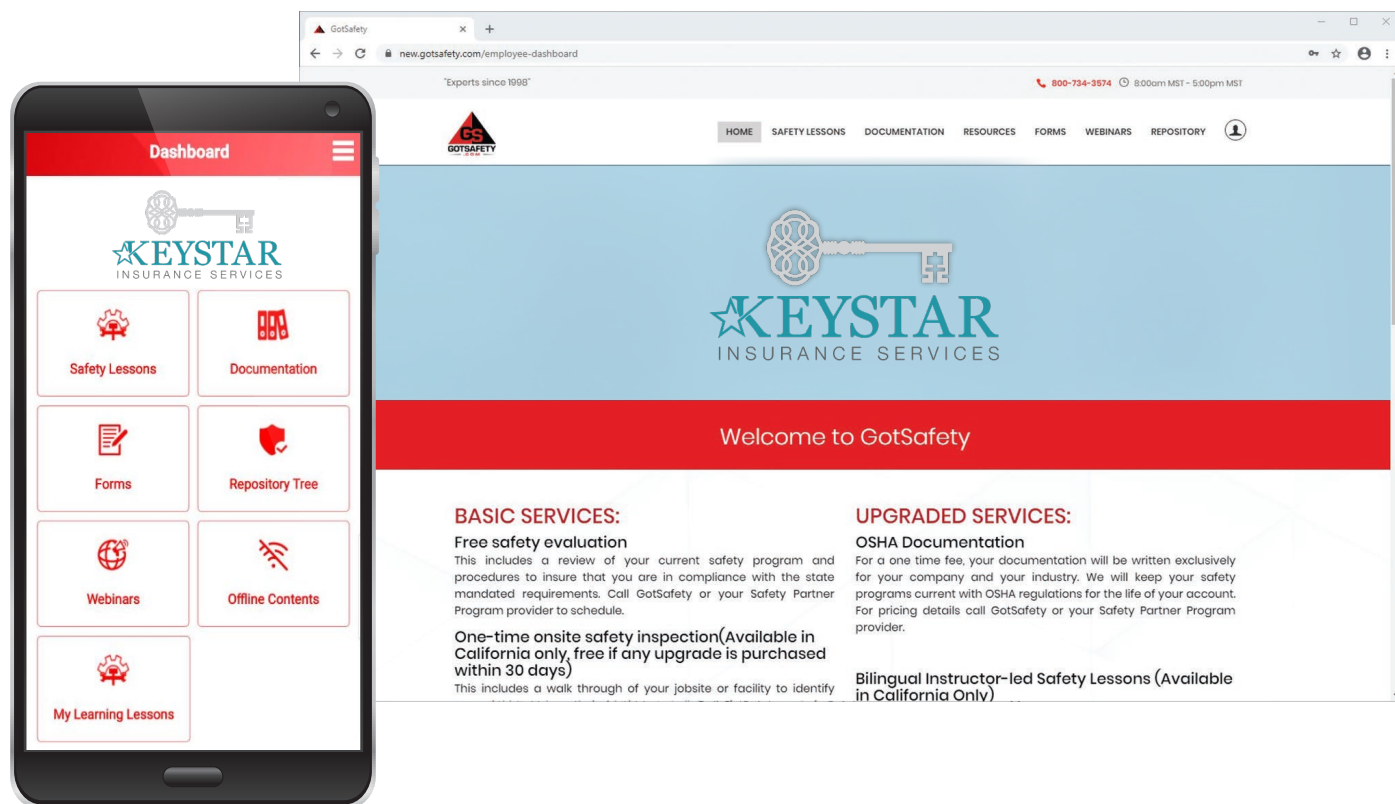 GotSafety
new.gotsafety.com/employee-dashboard
"Experts since 1998"
800-734-3574 8:00am MST - 5:00pm MST
GS
GOTSAFETY
.COM
HOME SAFETY LESSONS DOCUMENTATION RESOURCES FORMS WEBINARS REPOSITORY
KEYSTAR
INSURANCE SERVICES
Welcome to GotSafety
BASIC SERVICES:
Free safety evaluation
This includes a review of your current safety program and
procedures to insure that you are in compliance with the state
mandated requirements. Call GotSafety or your Safety Partner
Program provider to schedule.
One-time onsite safety inspection(Available in
California only, free if any upgrade is purchased
within 30 days)
This includes a walk through of your jobsite or facility to identify
UPGRADED SERVICES:
OSHA Documentation
For a one time fee, your documentation will be written exclusively
for your company and your industry. We will keep your safety
programs current with OSHA regulations for the life of your account.
For pricing details call GotSafety or your Safety Partner Program
provider.
Bilingual Instructor-led Safety Lessons (Available
in California Only)
Dashboard
KEYSTAR
INSURANCE SERVICES
Safety Lessons
Documentation
Forms
Repository Tree
Webinars
Offline Contents
My Learning Lessons